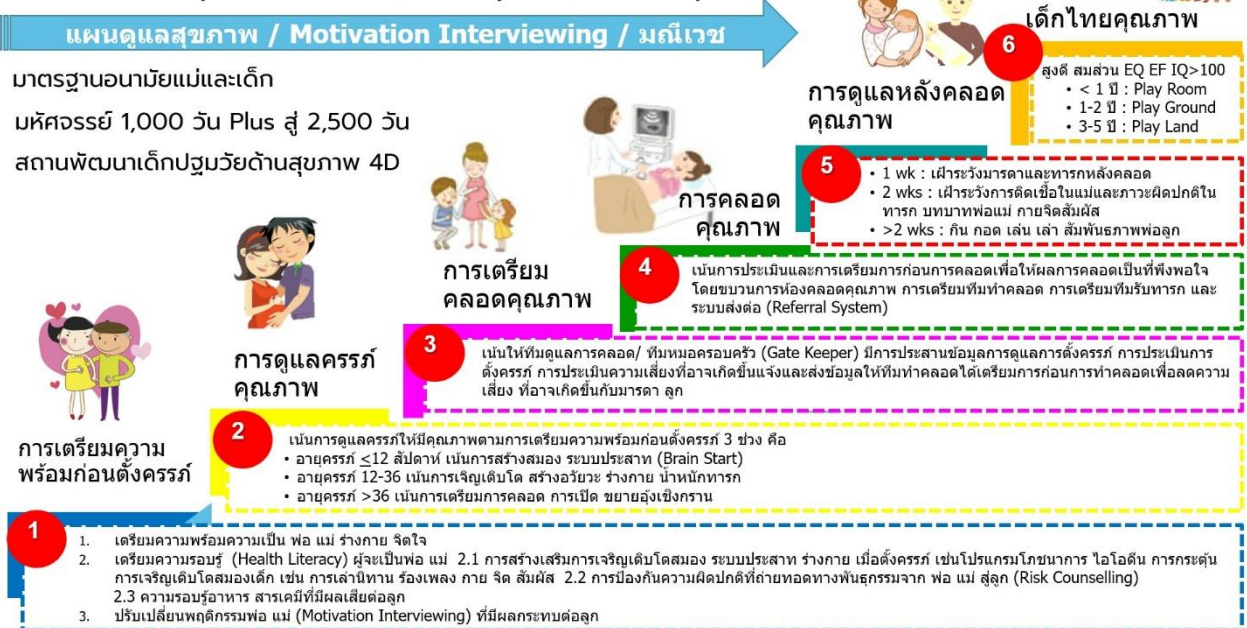 แผนดูแลสุขภาพ / Motivation Interviewing / มณีเวช
มาตรฐานอนามัยแม่และเด็ก
มหัศจรรย์ 1,000 วัน Plus สู่ 2,500 วัน
สถานพัฒนาเด็กปฐมวัยด้านสุขภาพ 4D
เด็กไทยคุณภาพ
6
สูงดี สมส่วน EQ EF IQ>100
• < 1 ปี : Play Room
• 1-2 ปี : Play Ground
• 3-5 ปี : Play Land
การดูแลหลังคลอด
คุณภาพ
5
• 1 wk : เฝ้าระวังมารดาและทารกหลังคลอด
• 2 wks : เฝ้าระวังการติดเชื้อในแม่และภาวะผิดปกติใน
ทารก บทบาทพ่อแม่ กายจิตสัมผัส
• >2 wks : กิน กอด เล่น เล่า สัมพันธภาพพ่อลูก
การคลอด
คุณภาพ
4
เน้นการประเมินและการเตรียมการก่อนการคลอดเพื่อให้ผลการคลอดเป็นที่พึงพอใจ
โดยขบวนการห้องคลอดคุณภาพ การเตรียมทีมทำคลอด การเตรียมทีมรับทารก และ
ระบบส่งต่อ (Referral System)
การเตรียม
คลอดคุณภาพ
3
เน้นให้ทีมดูแลการคลอด/ ทีมหมอครอบครัว (Gate Keeper) มีการประสานข้อมูลการดูแลการตั้งครรภ์ การประเมินการ
ตั้งครรภ์ การประเมินความเสี่ยงที่อาจเกิดขึ้นแจ้งและส่งข้อมูลให้ทีมทำคลอดได้เตรียมการก่อนการทำคลอดเพื่อลดความ
เสี่ยง ที่อาจเกิดขึ้นกับมารดา ลูก
การดูแลครรภ์
คุณภาพ
2
เน้นการดูแลครรภ์ให้มีคุณภาพตามการเตรียมความพร้อมก่อนตั้งครรภ์ 3 ช่วง คือ
• อายุครรภ์ ≤12 สัปดาห์ เน้นการสร้างสมอง ระบบประสาท (Brain Start)
• อายุครรภ์ 12-36 เน้นการเจิญเติบโต สร้างอวัยวะ ร่างกาย น้ำหนักทารก
• อายุครรภ์ >36 เน้นการเตรียมการคลอด การเปิด ขยายอุ้งเชิงกราน
การเตรียมความ
พร้อมก่อนตั้งครรภ์
1
1. เตรียมความพร้อมความเป็น พ่อ แม่ ร่างกาย จิตใจ
2. เตรียมความรอบรู้ (Health Literacy) ผู้จะเป็นพ่อ แม่ 2.1 การสร้างเสริมการเจริญเติบโตสมอง ระบบประสาท ร่างกาย เมื่อตั้งครรภ์ เช่นโปรแกรมโภชนาการ ไอโอดีน การกระตุ้น
การเจริญเติบโตสมองเด็ก เช่น การเล่านิทาน ร้องเพลง กาย จิต สัมผัส 2.2 การป้องกันความผิดปกติที่ถ่ายทอดทางพันธุกรรมจาก พ่อ แม่ สู่ลูก (Risk Counselling)
2.3 ความรอบรู้อาหาร สารเคมีที่มีผลเสียต่อลูก
3. ปรับเปลี่ยนพฤติกรรมพ่อ แม่ (Motivation Interviewing) ที่มีผลกระทบต่อลูก